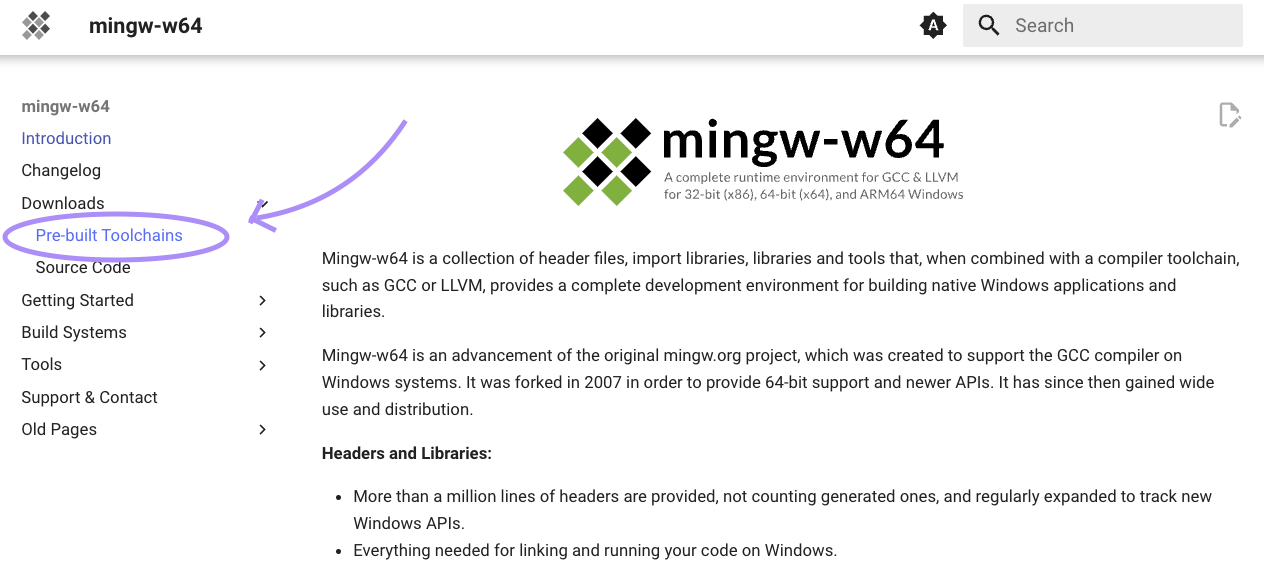 mingw-w64
A
Search
mingw-w64
Introduction
Changelog
Downloads
Pre-built Toolchains
Source Code
Getting Started
Build Systems
Tools
Support & Contact
Old Pages
mingw-w64
A complete runtime environment for GCC & LLVM
for 32-bit (x86), 64-bit (x64), and ARM64 Windows
Mingw-w64 is a collection of header files, import libraries, libraries and tools that, when combined with a compiler toolchain,
such as GCC or LLVM, provides a complete development environment for building native Windows applications and
libraries.
Mingw-w64 is an advancement of the original mingw.org project, which was created to support the GCC compiler on
Windows systems. It was forked in 2007 in order to provide 64-bit support and newer APIs. It has since then gained wide
use and distribution.
Headers and Libraries:
• More than a million lines of headers are provided, not counting generated ones, and regularly expanded to track new
Windows APIs.
• Everything needed for linking and running your code on Windows.